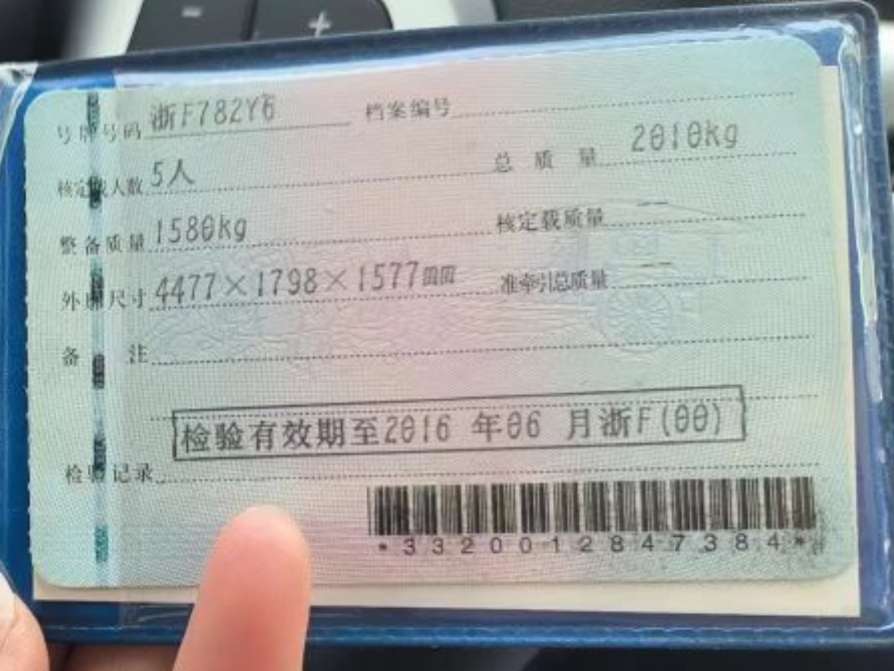 号牌号码 浙F782Y6 档案编号
核定载人数 5人 总质量 2010kg
整备质量 1580kg 核定载质量 --
外廓尺寸 4477×1798×1577mm 准牵引总质量 --
备注
检验有效期至2016年06月浙F(00)
检验记录
*3320012847384*